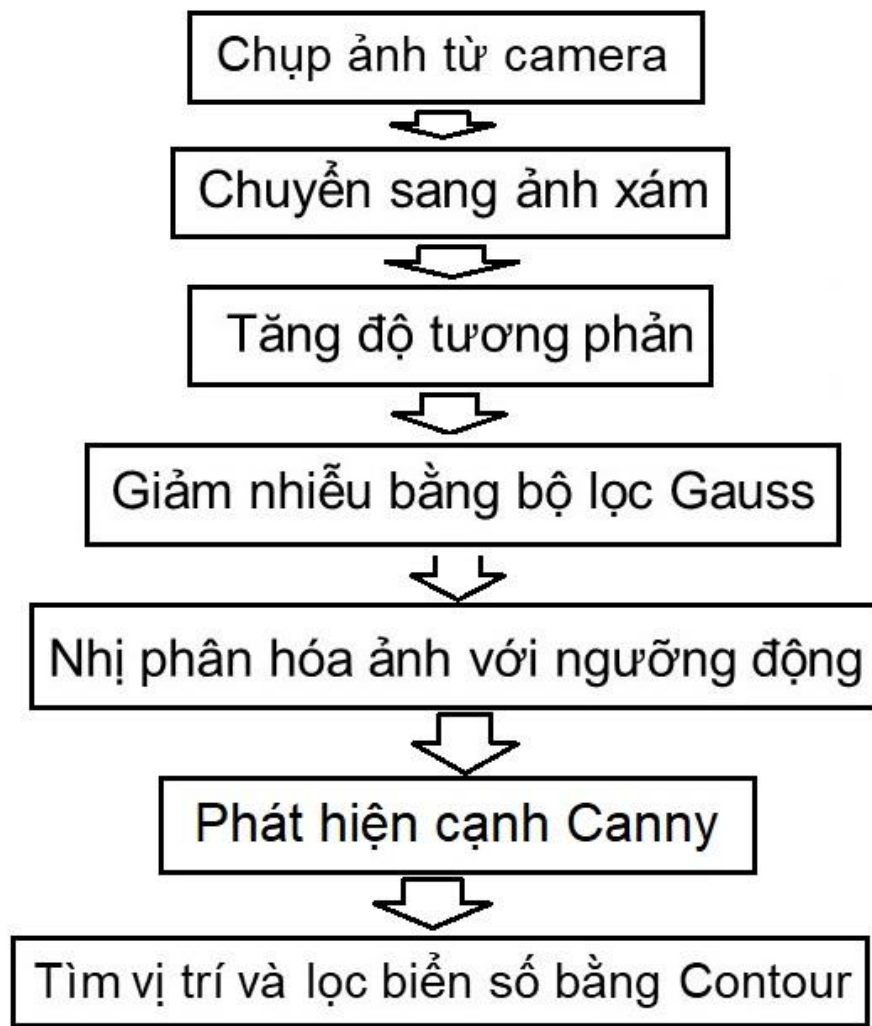 Chụp ảnh từ camera
Chuyển sang ảnh xám
Tăng độ tương phản
Giảm nhiễu bằng bộ lọc Gauss
Nhị phân hóa ảnh với ngưỡng động
Phát hiện cạnh Canny
Tìm vị trí và lọc biển số bằng Contour